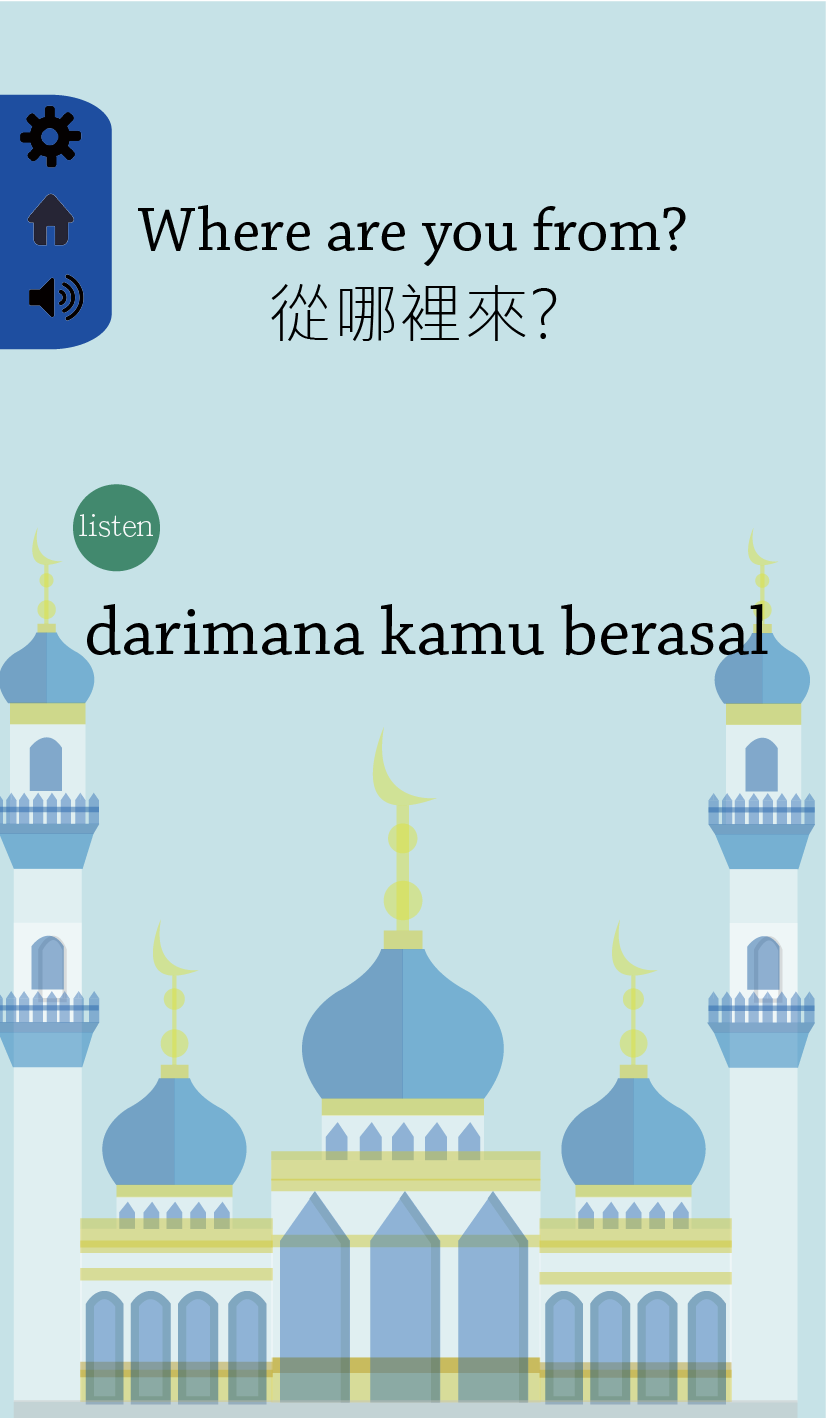 Where are you from?
從哪裡來?
listen
darimana kamu berasal